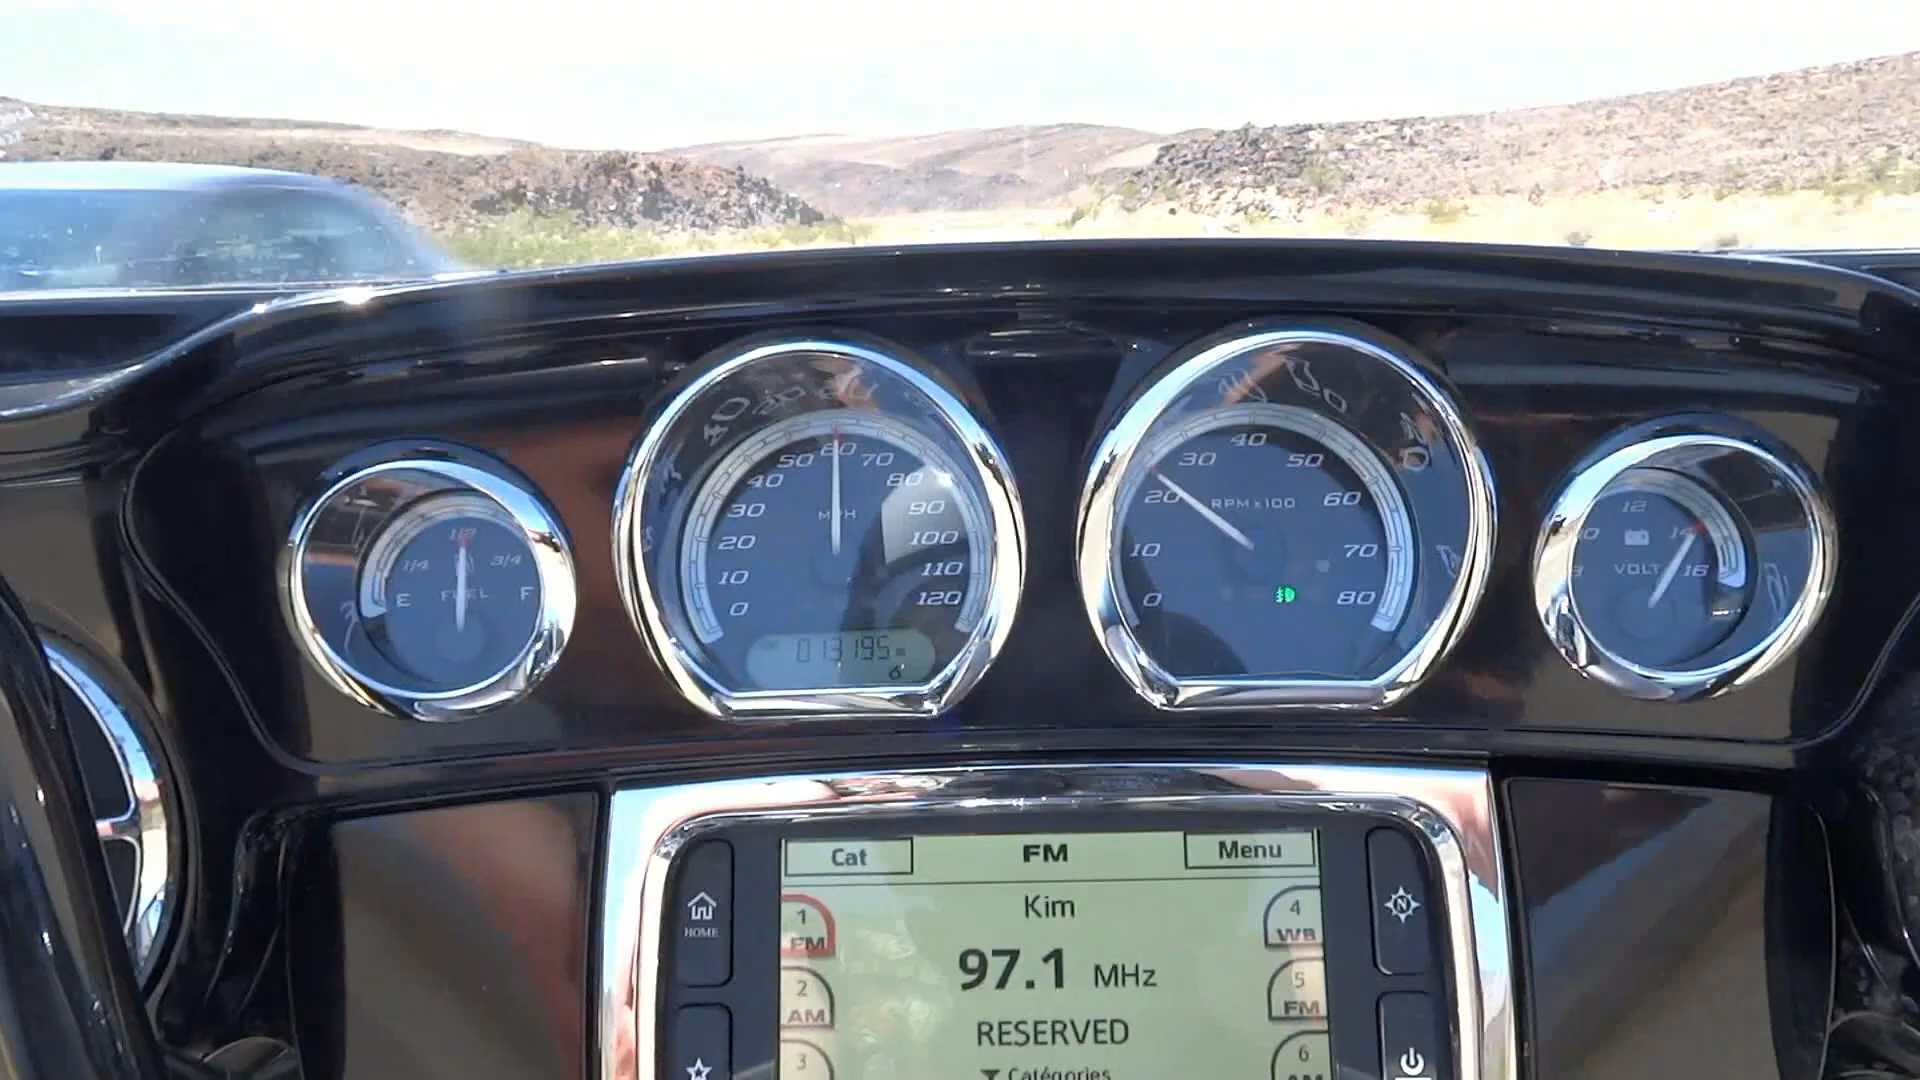 1/4 1/2 3/4
E FUEL F
50 60 70
40 80
30 MPH 90
20 100
10 110
0 120
013195
6
40
30 50
20 RPMx100 60
10 70
0 80
12
14
VOLT 16
Cat FM Menu
Kim
1
FM
97.1 MHz
4
WB
HOME
N
2
AM
RESERVED
5
FM
3
Catégories
6
AM